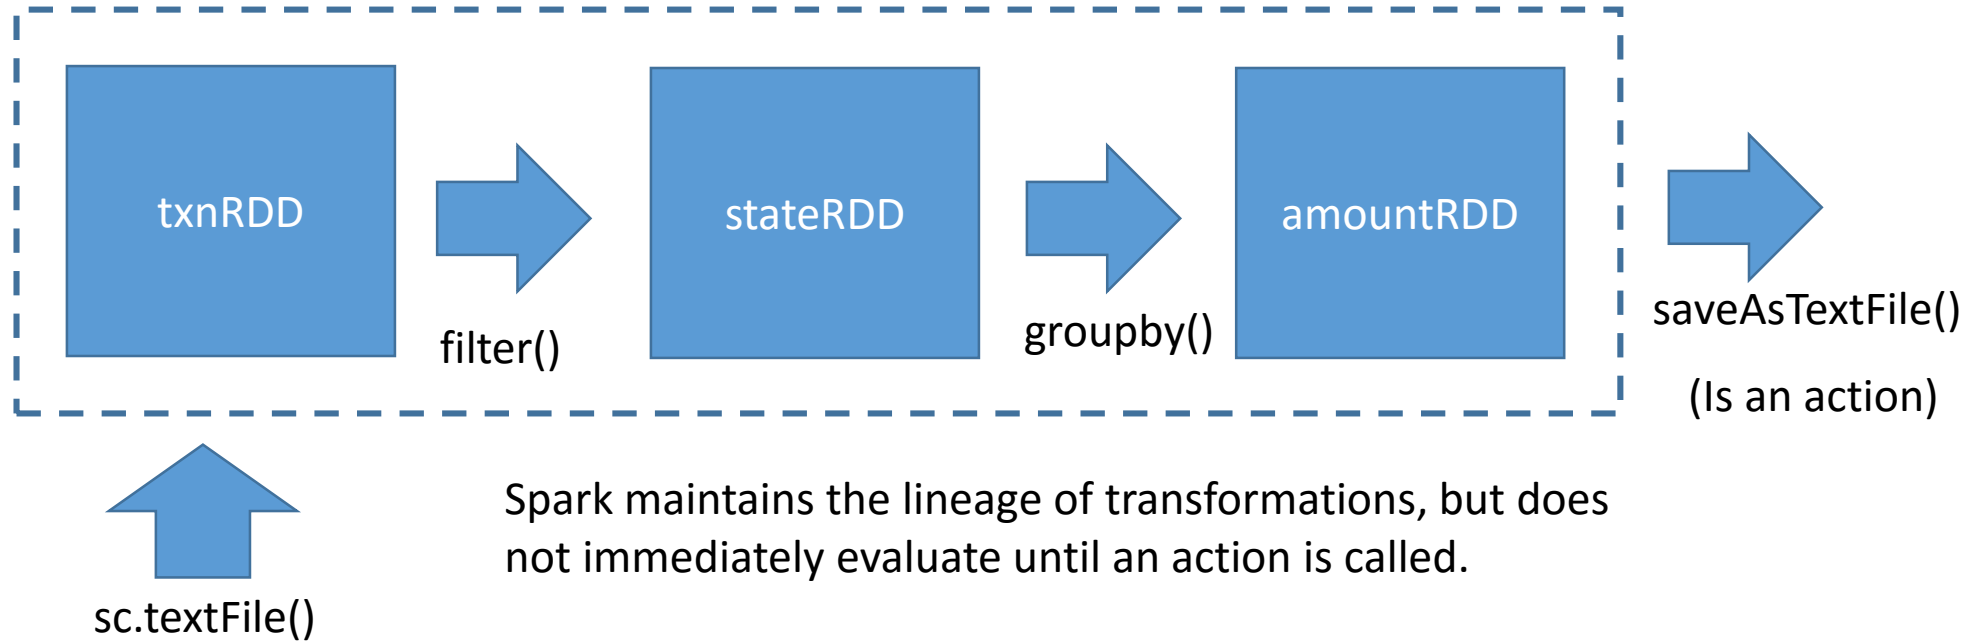 txnRDD
stateRDD
amountRDD
filter()
groupby()
saveAsTextFile()
(Is an action)
Spark maintains the lineage of transformations, but does
not immediately evaluate until an action is called.
sc.textFile()